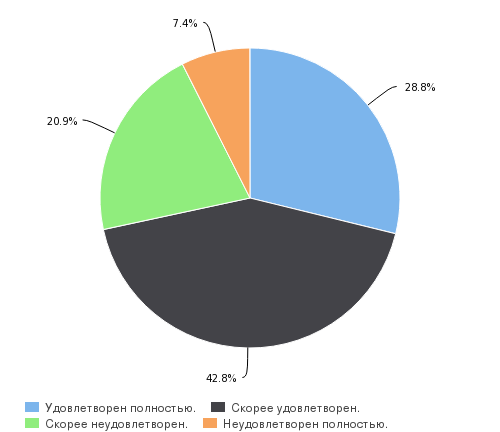 7.4%
28.8%
20.9%
42.8%
Удовлетворен полностью. Скорее удовлетворен.
Скорее неудовлетворен. Неудовлетворен полностью.